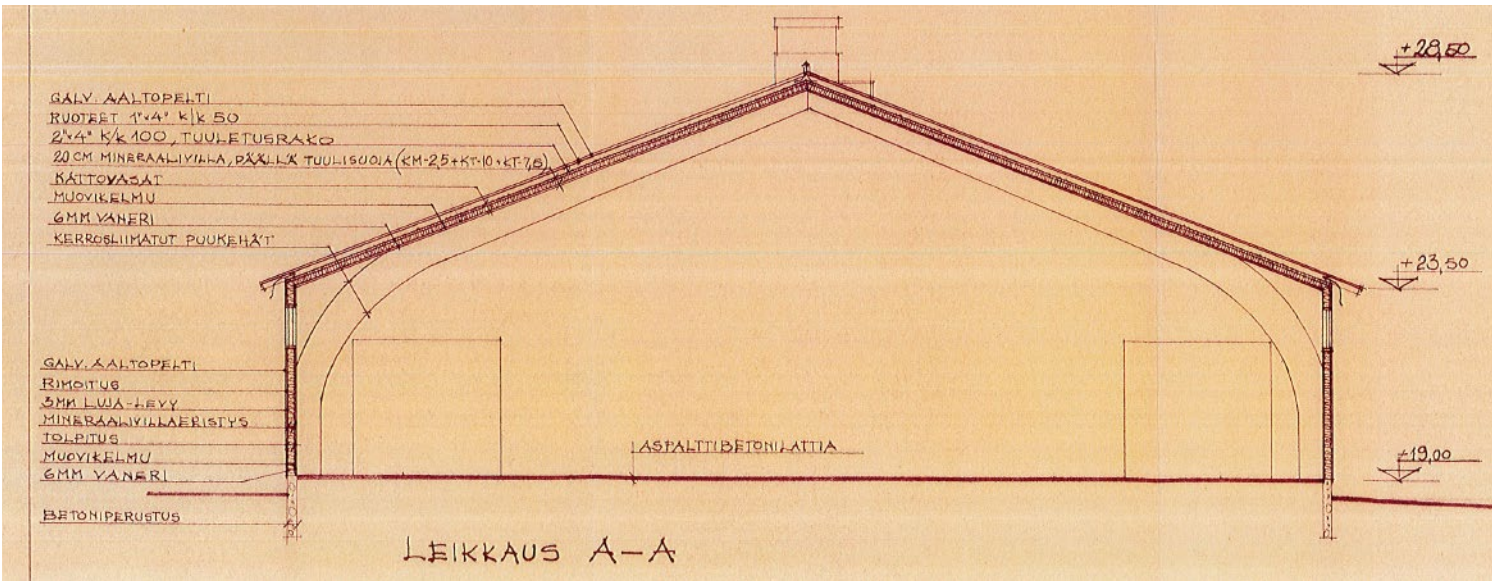 GALV. AALTOPELTI
RUOTEET 1"x4" K/K 50
2"x4" K/K 100, TUULETUSRAKO
20 CM MINERAALIVILLA, PÄÄLLÄ TUULISUOJA (KM-2,5+KT-10+KT-7,5)
KATTOVASAT
MUOVIKELMU
6MM VANERI
KERROSLIIMATUT PUUKEHÄT
+28,50
+23,50
GALV. AALTOPELTI
RIMOITUS
3MM LUJA-LEVY
MINERAALIVILLAERISTYS
TOLPITUS
MUOVIKELMU
6MM VANERI
BETONIPERUSTUS
ASPALTTIBETONILATTIA
+19,00
LEIKKAUS A-A